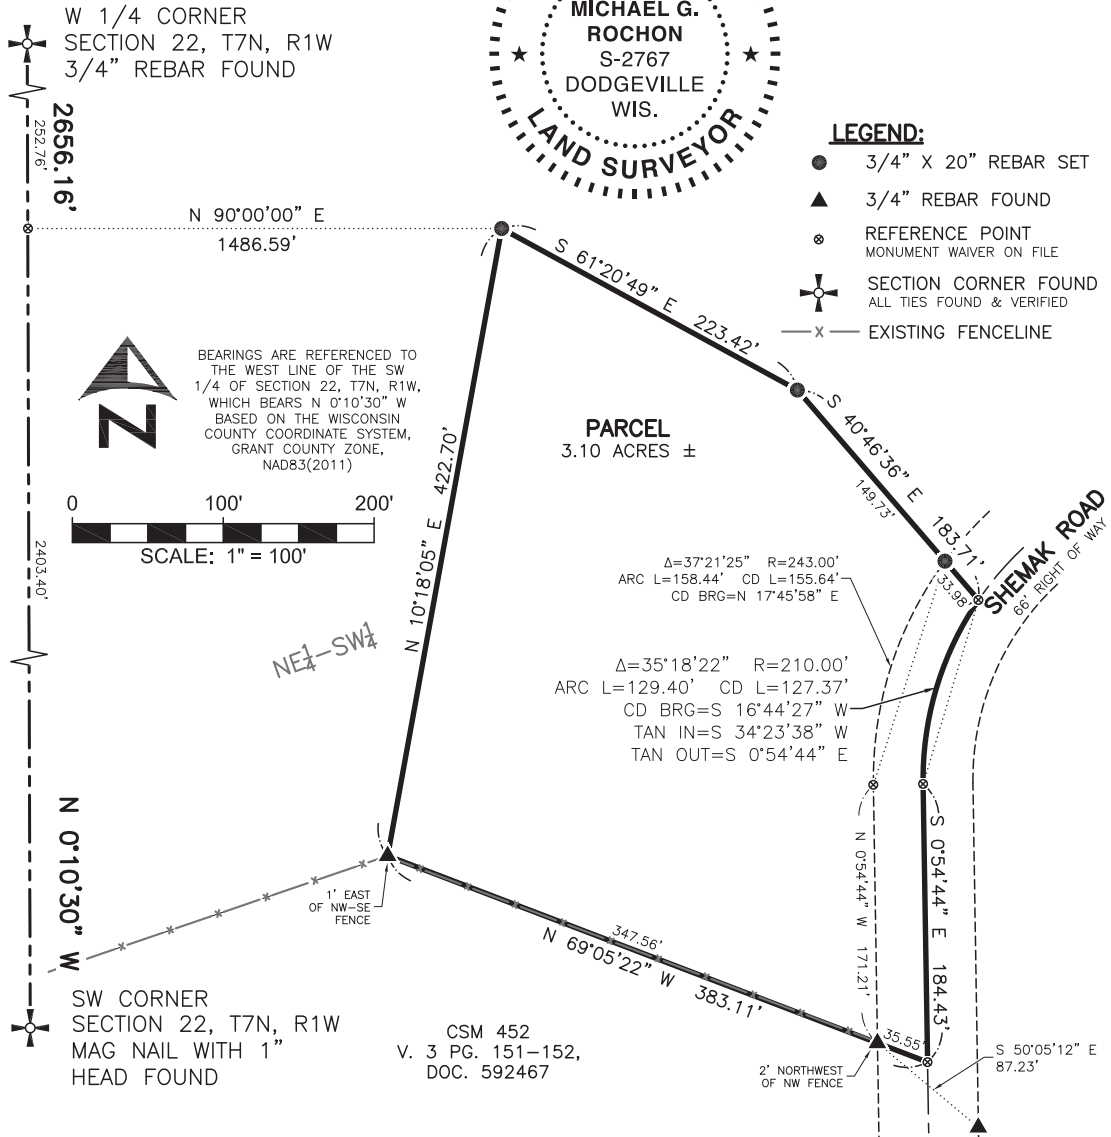 W 1/4 CORNER
SECTION 22, T7N, R1W
3/4” REBAR FOUND
MICHAEL G.
ROCHON
S-2767
DODGEVILLE
WIS.
LAND SURVEYOR
2656.16'
252.76'
LEGEND:
3/4” X 20” REBAR SET
3/4” REBAR FOUND
REFERENCE POINT
MONUMENT WAIVER ON FILE
SECTION CORNER FOUND
ALL TIES FOUND & VERIFIED
EXISTING FENCELINE
N 90°00'00” E
1486.59'
S 61°20'49” E 223.42'
BEARINGS ARE REFERENCED TO
THE WEST LINE OF THE SW
1/4 OF SECTION 22, T7N, R1W,
WHICH BEARS N 0°10'30” W
BASED ON THE WISCONSIN
COUNTY COORDINATE SYSTEM,
GRANT COUNTY ZONE,
NAD83(2011)
N
PARCEL
3.10 ACRES ±
S 40°46'36” E 183.71'
149.73'
33.98'
0 100' 200'
SCALE: 1" = 100'
2403.40'
N 10°18'05” E 422.70'
SHEMAK ROAD
66' RIGHT OF WAY
Δ=37°21'25” R=243.00'
ARC L=158.44' CD L=155.64'
CD BRG=N 17°45'58” E
NE¼-SW¼
Δ=35°18'22” R=210.00'
ARC L=129.40' CD L=127.37'
CD BRG=S 16°44'27” W
TAN IN=S 34°23'38” W
TAN OUT=S 0°54'44” E
N 0°10'30” W
N 0°54'44” W 171.21'
S 0°54'44” E 184.43'
1' EAST
OF NW-SE
FENCE
347.56'
N 69°05'22” W 383.11'
35.55'
SW CORNER
SECTION 22, T7N, R1W
MAG NAIL WITH 1”
HEAD FOUND
CSM 452
V. 3 PG. 151-152,
DOC. 592467
2' NORTHWEST
OF NW FENCE
S 50°05'12” E
87.23'